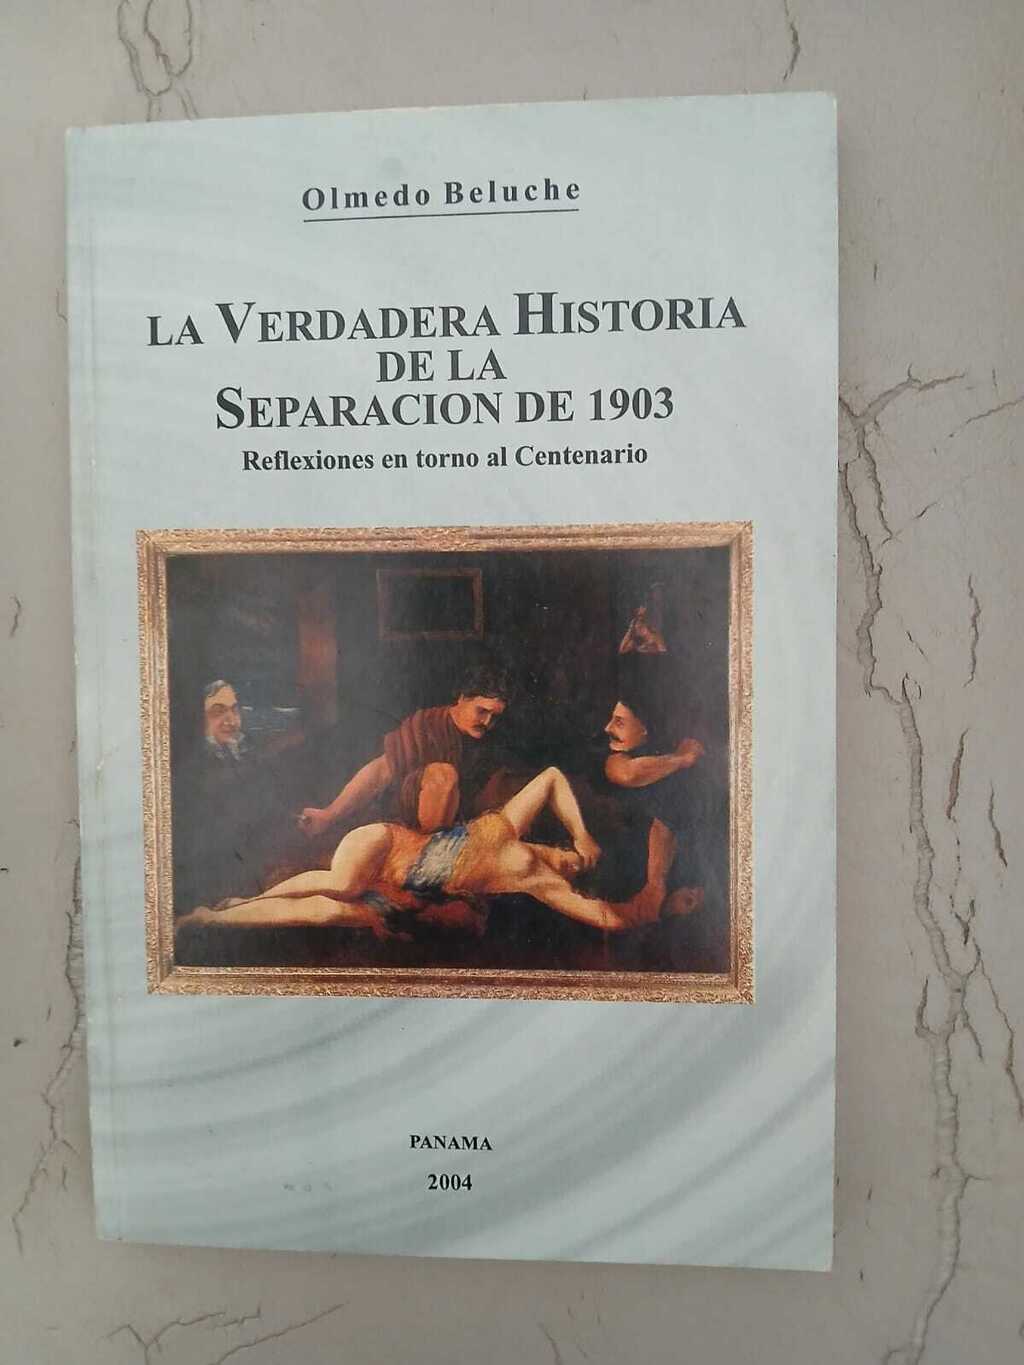 Olmedo Beluche
LA VERDADERA HISTORIA
DE LA
SEPARACION DE 1903
Reflexiones en torno al Centenario
PANAMA
2004